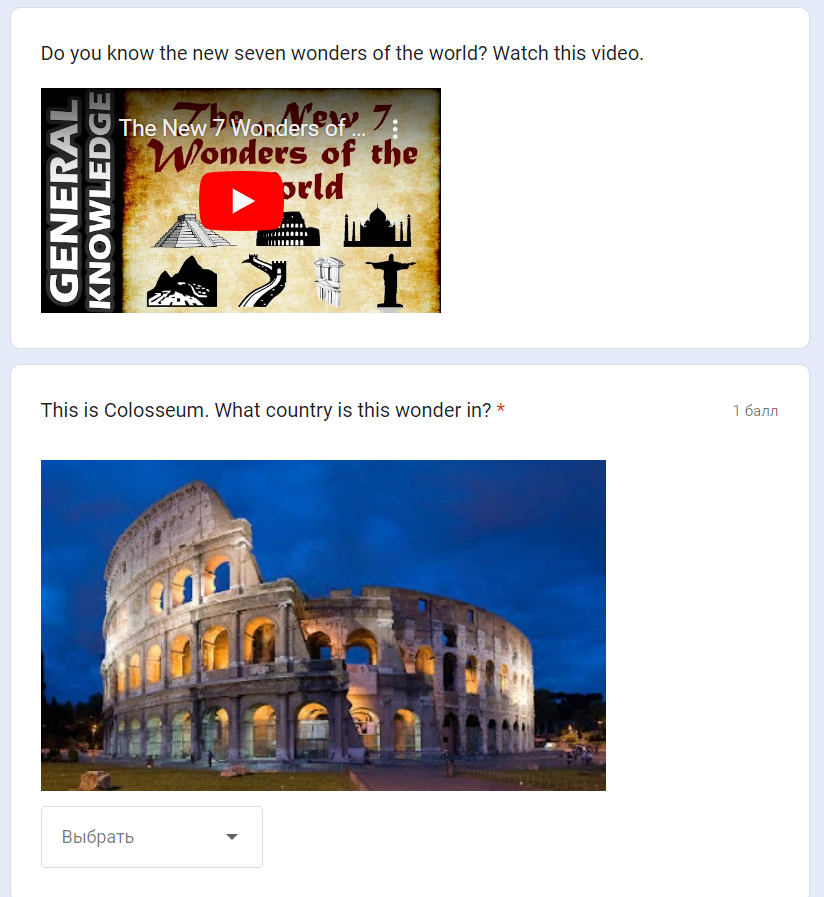 Do you know the new seven wonders of the world? Watch this video.
GENERAL
KNOWLEDGE
The New 7 Wonders of ...
The New 7
Wonders of the
orld
This is Colosseum. What country is this wonder in? *
1 балл
Выбрать